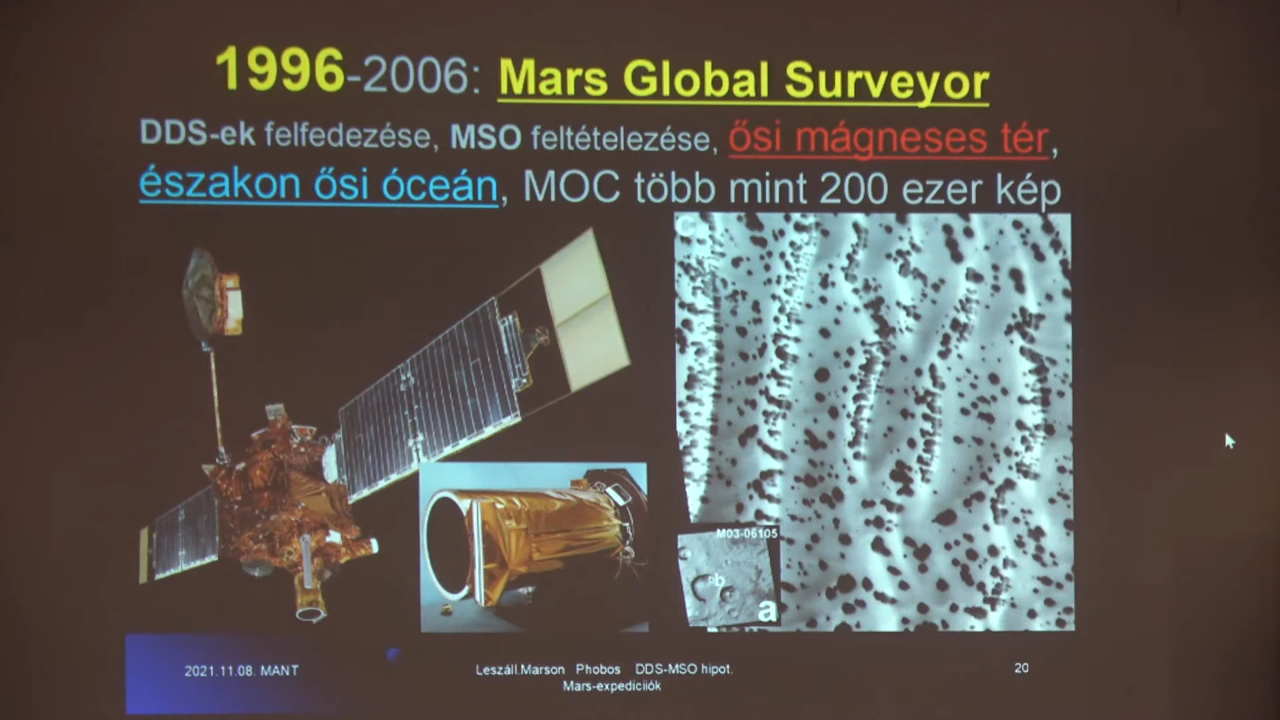 1996-2006: Mars Global Surveyor
DDS-ek felfedezése, MSO feltételezése, ősi mágneses tér,
északon ősi óceán, MOC több mint 200 ezer kép
c
M03-06105
b
a
2021.11.08. MANT
Leszáll.Marson Phobos DDS-MSO hipot.
Mars-expedíciók
20